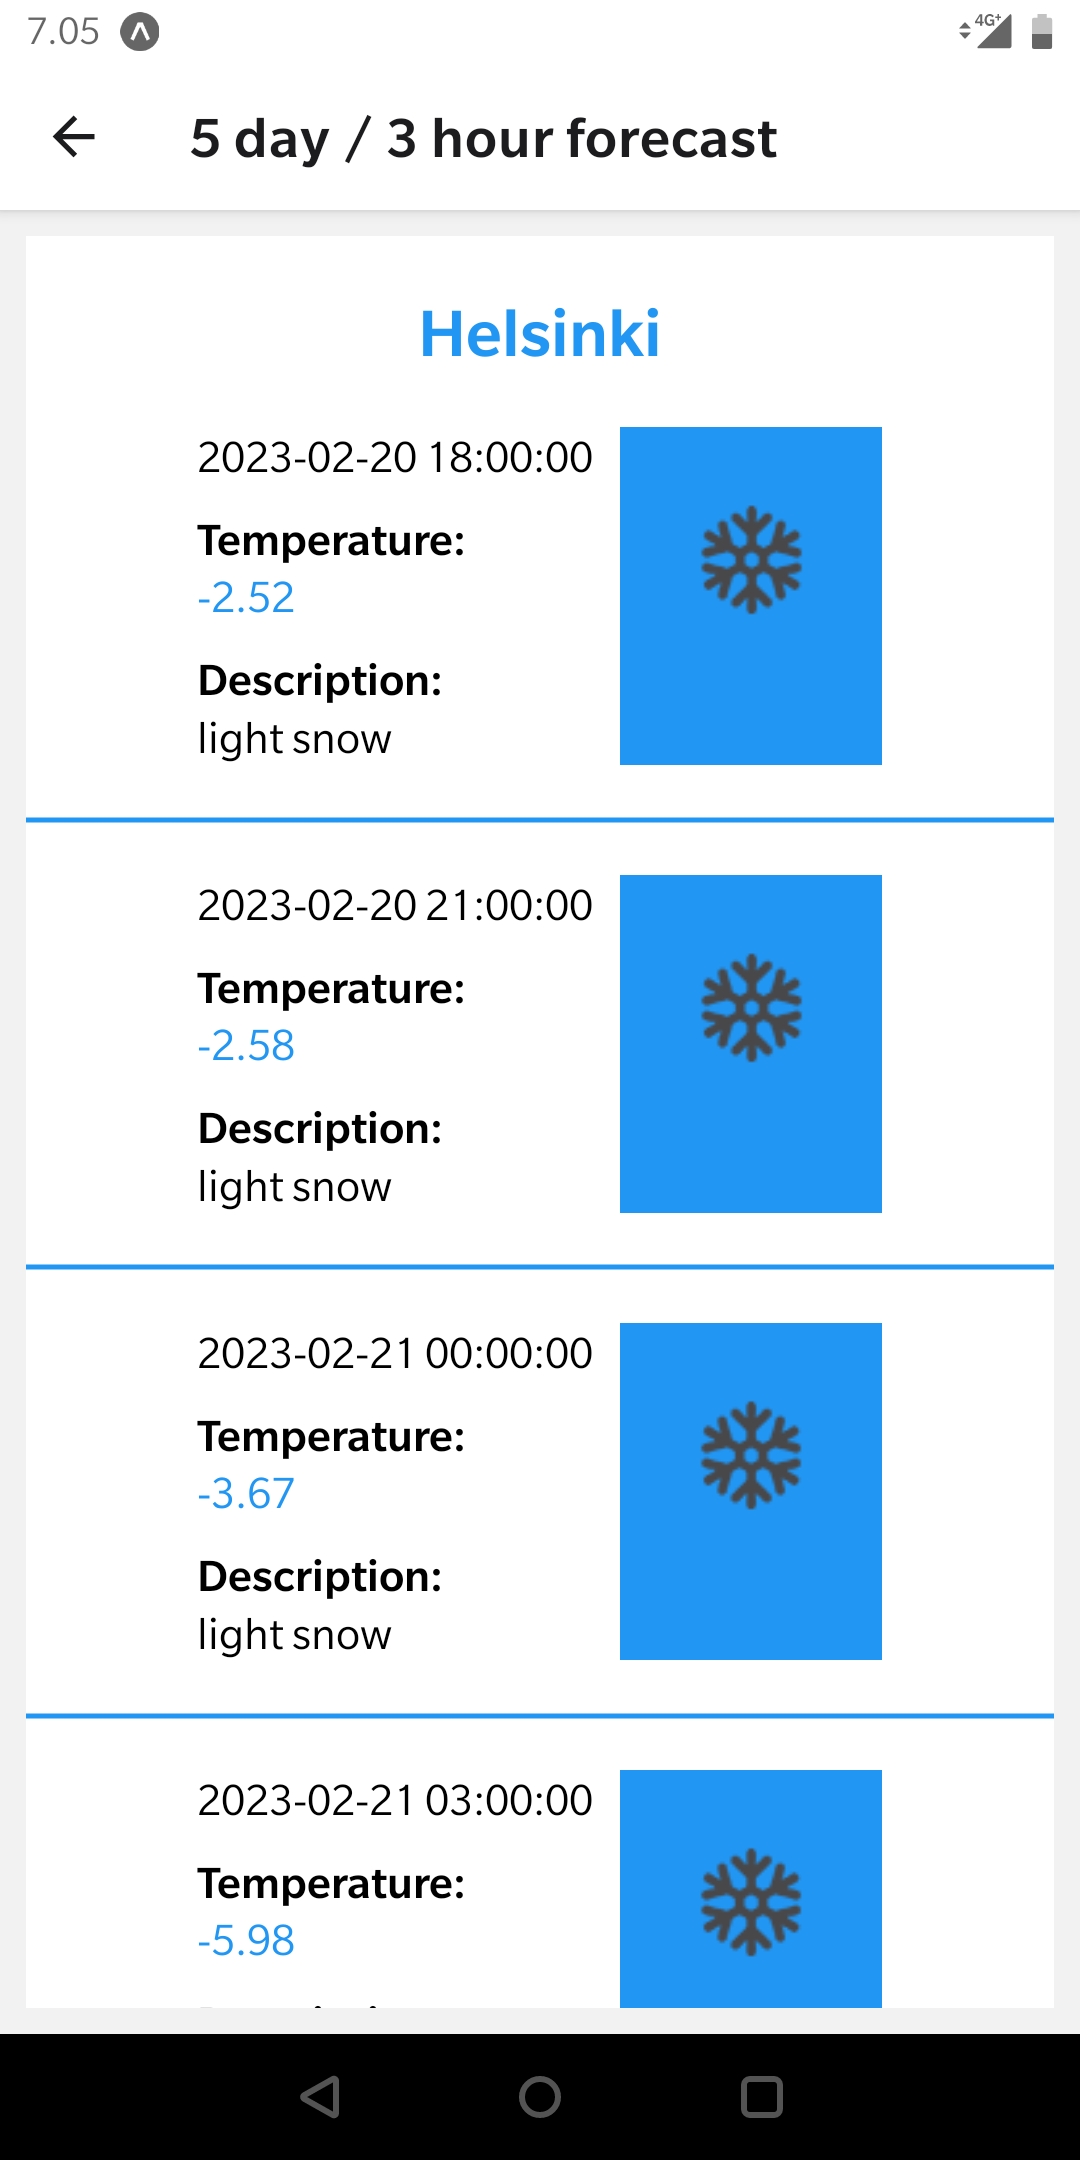 7.05
4G+
5 day / 3 hour forecast
Helsinki
2023-02-20 18:00:00
Temperature:
-2.52
Description:
light snow
2023-02-20 21:00:00
Temperature:
-2.58
Description:
light snow
2023-02-21 00:00:00
Temperature:
-3.67
Description:
light snow
2023-02-21 03:00:00
Temperature:
-5.98